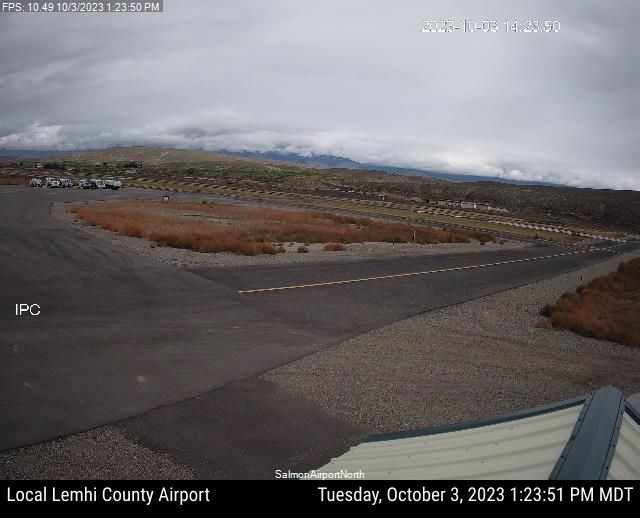 FPS: 10.49 10/3/2023 1:23:50 PM
2023-10-03 14:23:50
IPC
SalmonAirportNorth
Local Lemhi County Airport
Tuesday, October 3, 2023 1:23:51 PM MDT